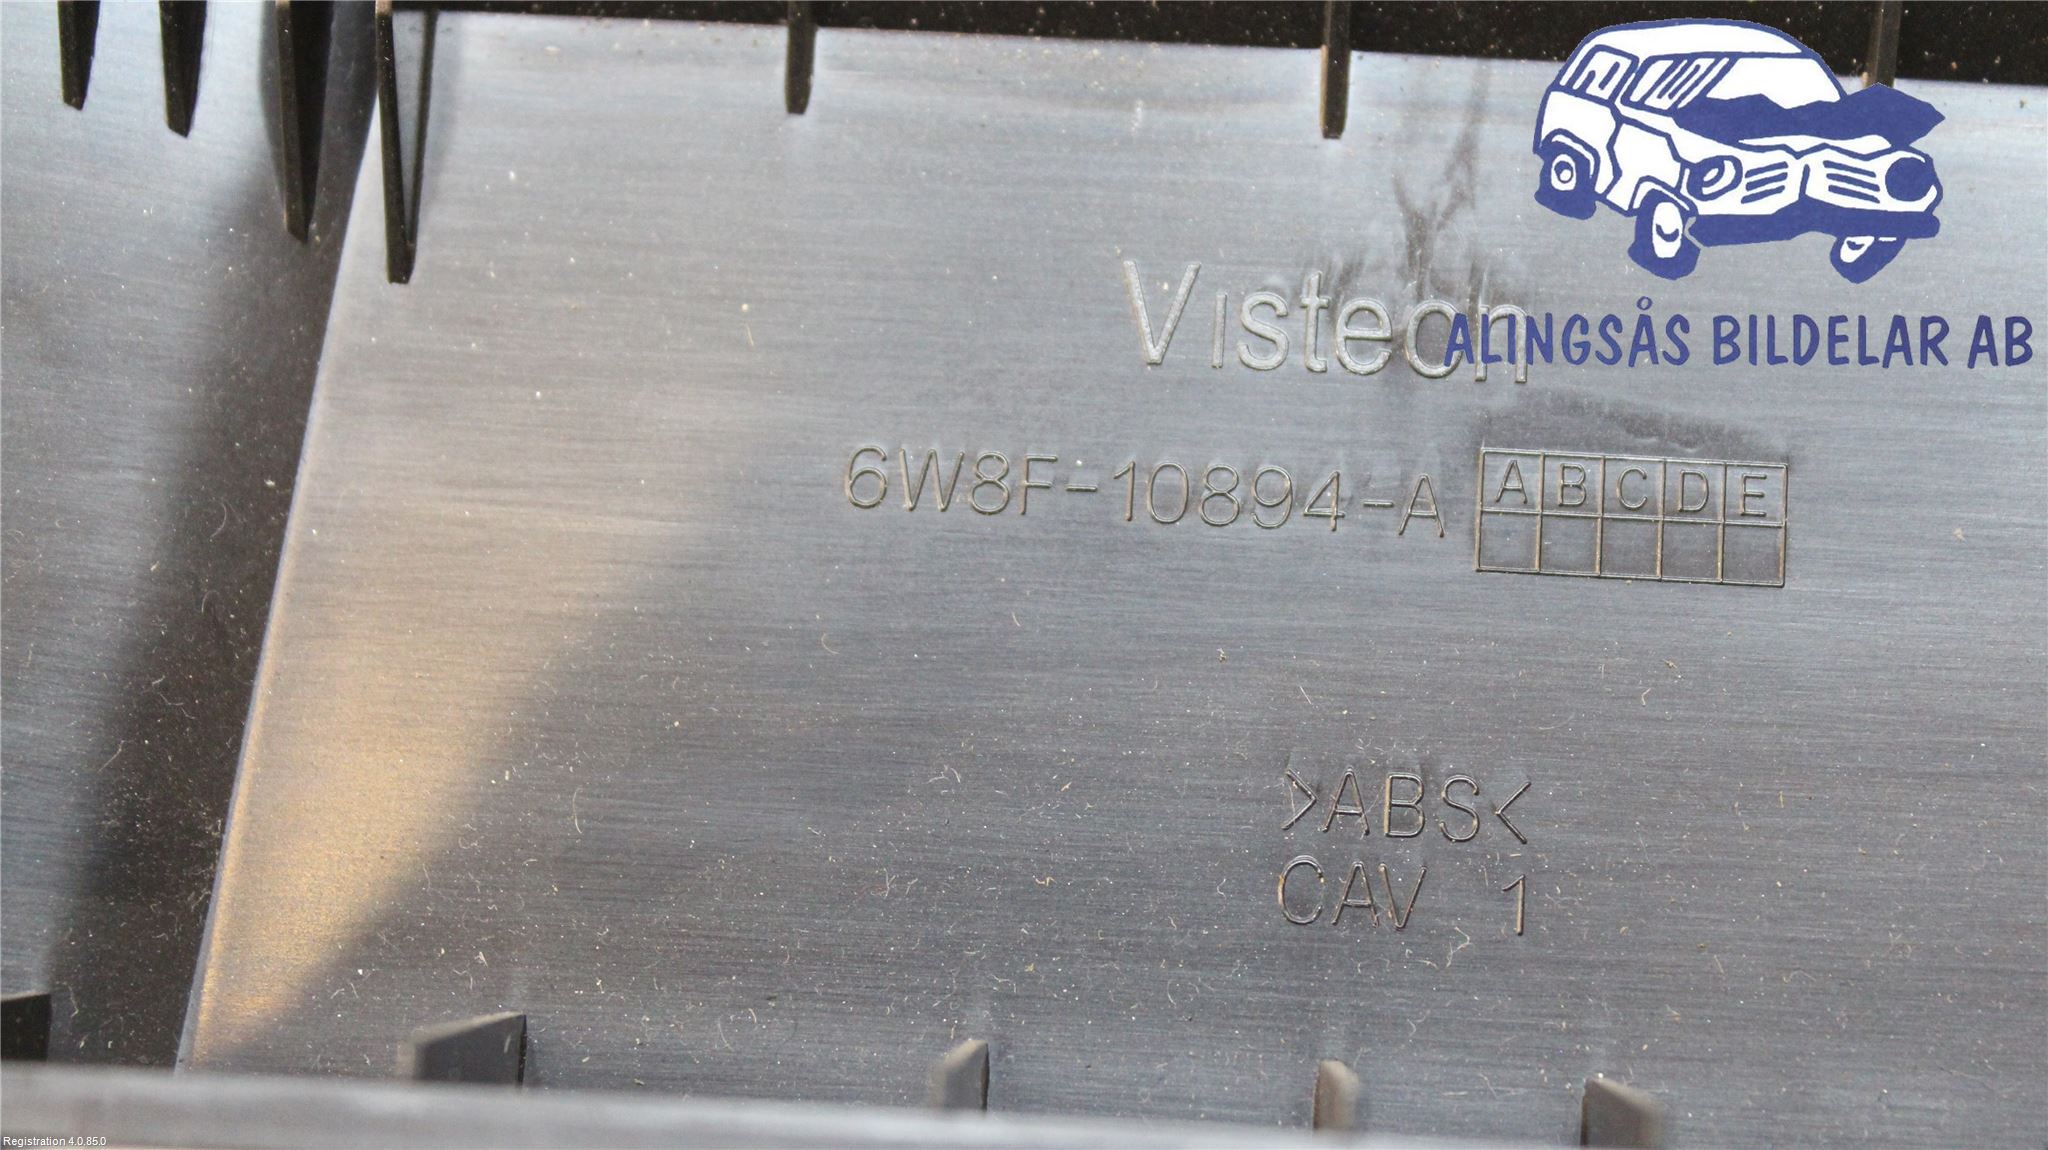 Visteon
ALINGSÅS BILDELAR AB
6W8F-10894-A
A B C D E
>ABS<
CAV 1
Registration 4.0.85.0